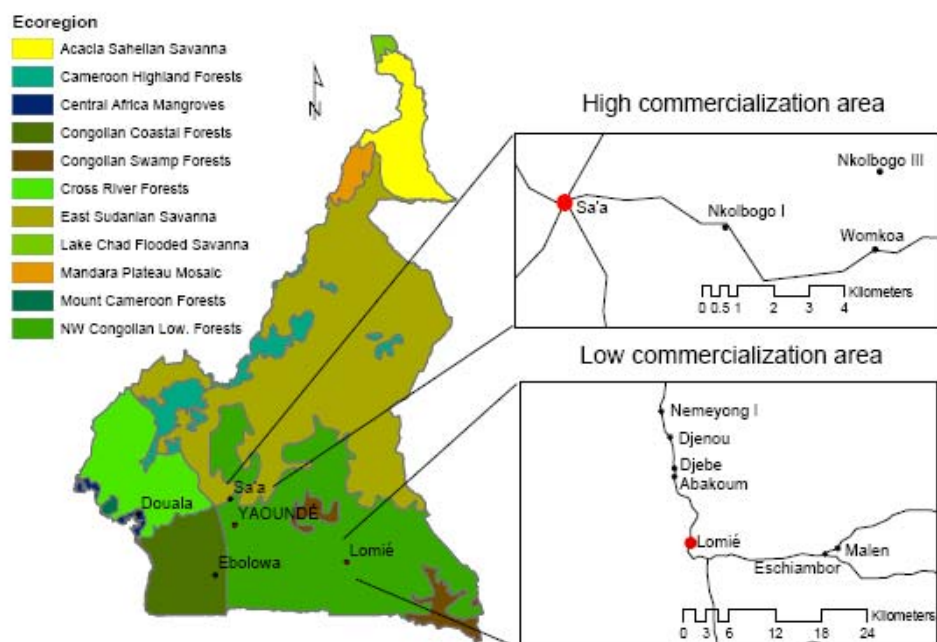 Ecoregion
Acacia Sahelian Savanna
Cameroon Highland Forests
Central Africa Mangroves
Congolian Coastal Forests
Congolian Swamp Forests
Cross River Forests
East Sudanian Savanna
Lake Chad Flooded Savanna
Mandara Plateau Mosaic
Mount Cameroon Forests
NW Congolian Low. Forests
N
Sa'a
Douala
YAOUNDÉ
Ebolowa
Lomié
High commercialization area
Nkolbogo III
Sa'a
Nkolbogo I
Womkoa
Kilometers
0 0.5 1 2 3 4
Low commercialization area
Nemeyong I
Djenou
Djebe
Abakoum
Lomié
Malen
Eschiambor
Kilometers
0 3 6 12 18 24